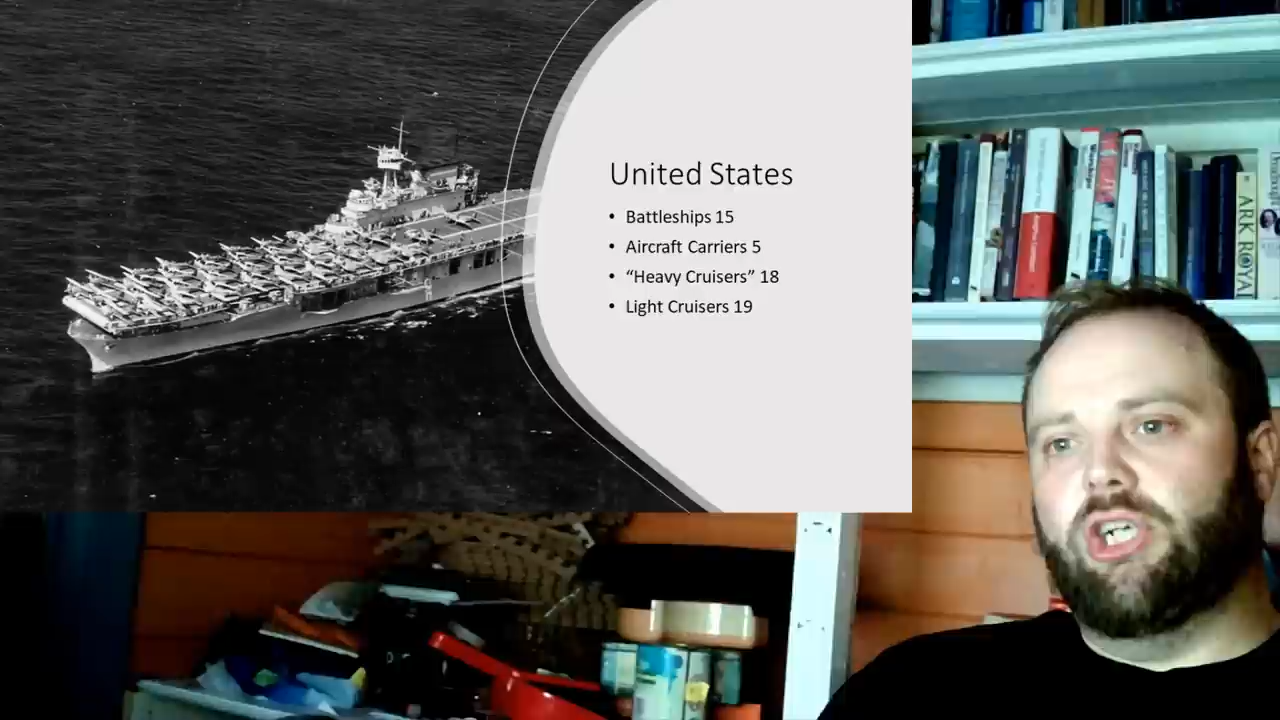 United States
• Battleships 15
• Aircraft Carriers 5
• “Heavy Cruisers” 18
• Light Cruisers 19
ARK ROYAL